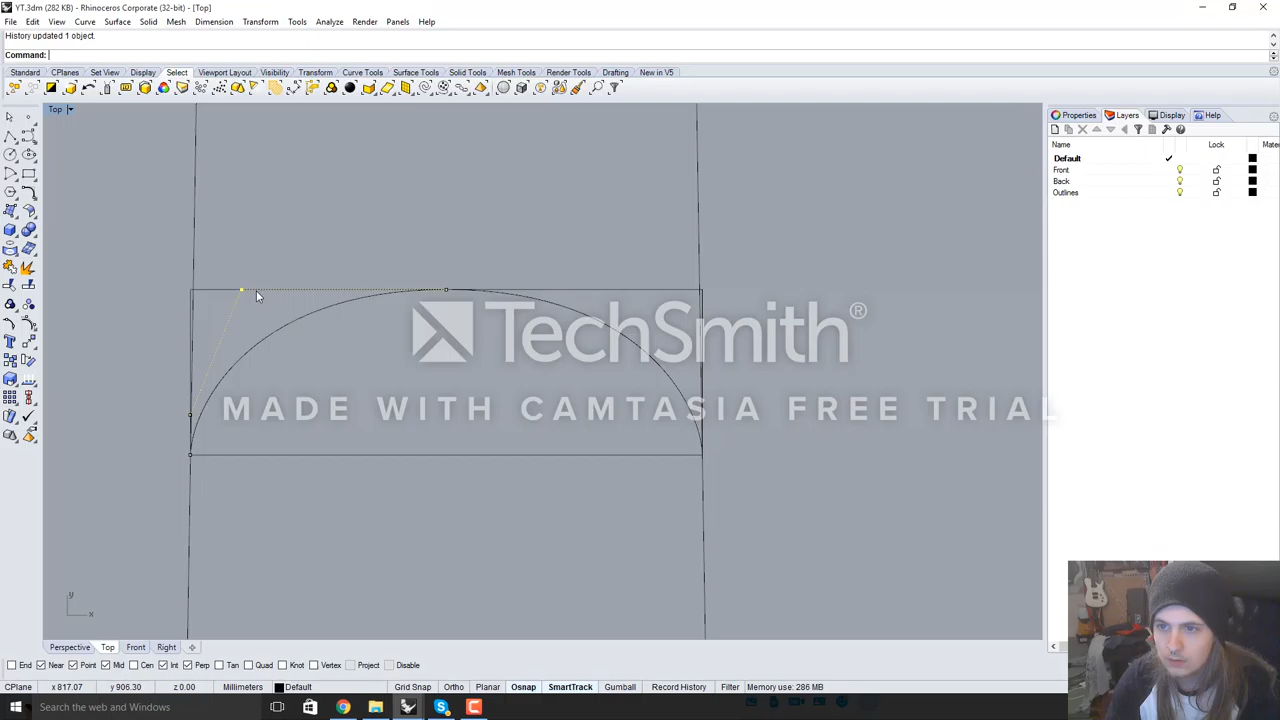 YT.3dm (282 KB) - Rhinoceros Corporate (32-bit) - [Top]
File Edit View Curve Surface Solid Mesh Dimension Transform Tools Analyze Render Panels Help
History updated 1 object.
Command:
Standard CPlanes Set View Display Select Viewport Layout Visibility Transform Curve Tools Surface Tools Solid Tools Mesh Tools Render Tools Drafting New in V5
Top
Properties Layers Display Help
Name Lock Mate
Default
Front
Back
Outlines
TechSmith®
MADE WITH CAMTASIA FREE TRIAL
y
x
Perspective Top Front Right
End Near Point Mid Cen Int Perp Tan Quad Knot Vertex Project Disable
CPlane x 817.07 y 906.30 z 0.00 Millimeters Default Grid Snap Ortho Planar Osnap SmartTrack Gumball Record History Filter Memory use: 286 MB
Search the web and Windows